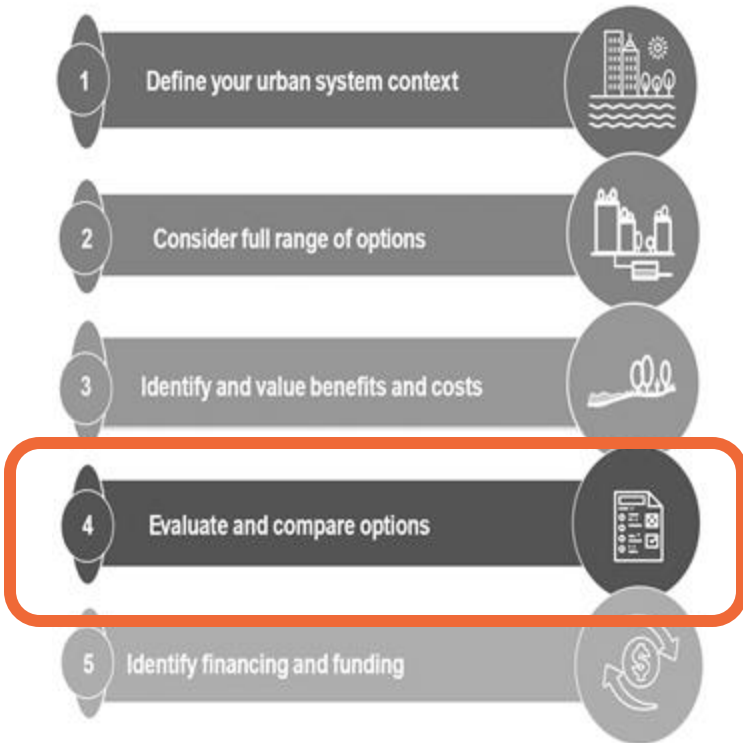 1 Define your urban system context
2 Consider full range of options
3 Identify and value benefits and costs
4 Evaluate and compare options
5 Identify financing and funding
$